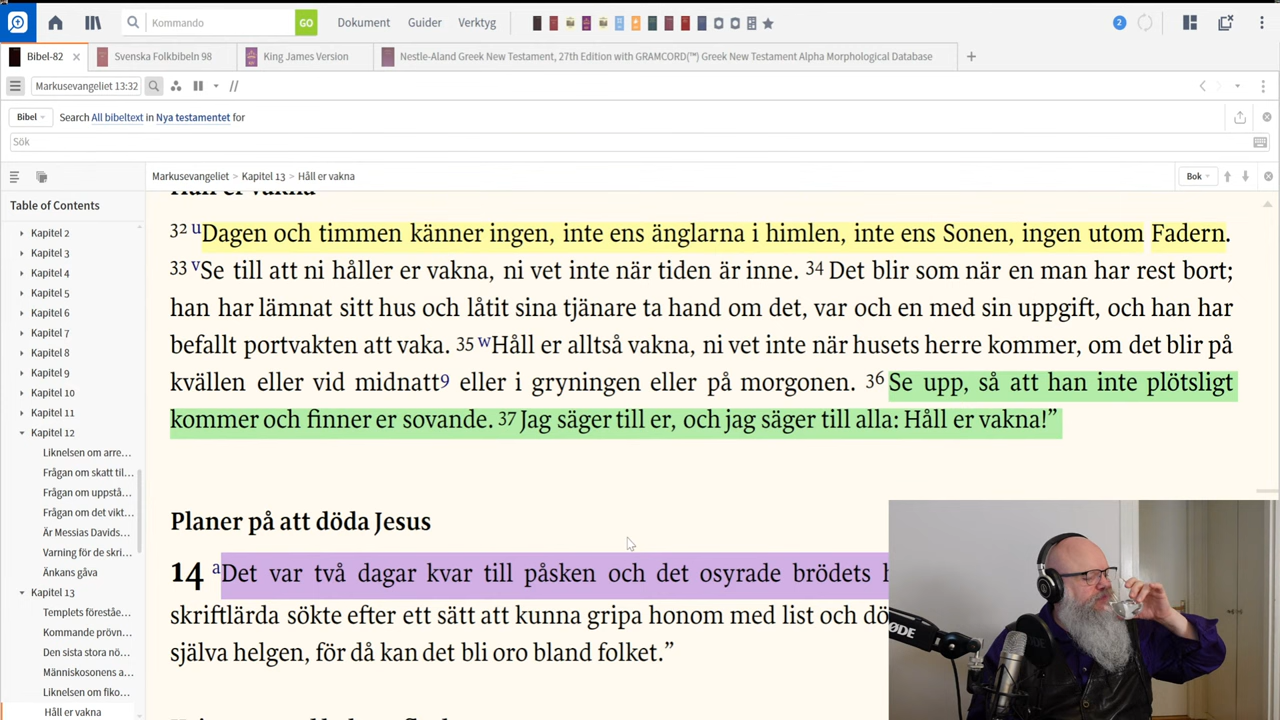 Kommando
GO
Dokument
Guider
Verktyg
2
Bibel-82
Svenska Folkbibeln 98
King James Version
Nestle-Aland Greek New Testament, 27th Edition with GRAMCORD(™) Greek New Testament Alpha Morphological Database
Markusevangeliet 13:32
Bibel
Search All bibeltext in Nya testamentet for
Sök
Markusevangeliet > Kapitel 13 > Håll er vakna
Bok
Table of Contents
Kapitel 2
Kapitel 3
Kapitel 4
Kapitel 5
Kapitel 6
Kapitel 7
Kapitel 8
Kapitel 9
Kapitel 10
Kapitel 11
Kapitel 12
Liknelsen om arre...
Frågan om skatt til...
Frågan om uppstå...
Frågan om det vikt...
Är Messias Davids...
Varning för de skri...
Änkans gåva
Kapitel 13
Templets förestäe...
Kommande prövn...
Den sista stora nö...
Människosonens a...
Liknelsen om fiko...
Håll er vakna
Håll er vakna
32 u Dagen och timmen känner ingen, inte ens änglarna i himlen, inte ens Sonen, ingen utom Fadern.
33 v Se till att ni håller er vakna, ni vet inte när tiden är inne. 34 Det blir som när en man har rest bort;
han har lämnat sitt hus och låtit sina tjänare ta hand om det, var och en med sin uppgift, och han har
befallt portvakten att vaka. 35 w Håll er alltså vakna, ni vet inte när husets herre kommer, om det blir på
kvällen eller vid midnatt9 eller i gryningen eller på morgonen. 36 Se upp, så att han inte plötsligt
kommer och finner er sovande. 37 Jag säger till er, och jag säger till alla: Håll er vakna!”
Planer på att döda Jesus
14 a Det var två dagar kvar till påsken och det osyrade brödets
skriftlärda sökte efter ett sätt att kunna gripa honom med list och
själva helgen, för då kan det bli oro bland folket.”
RØDE